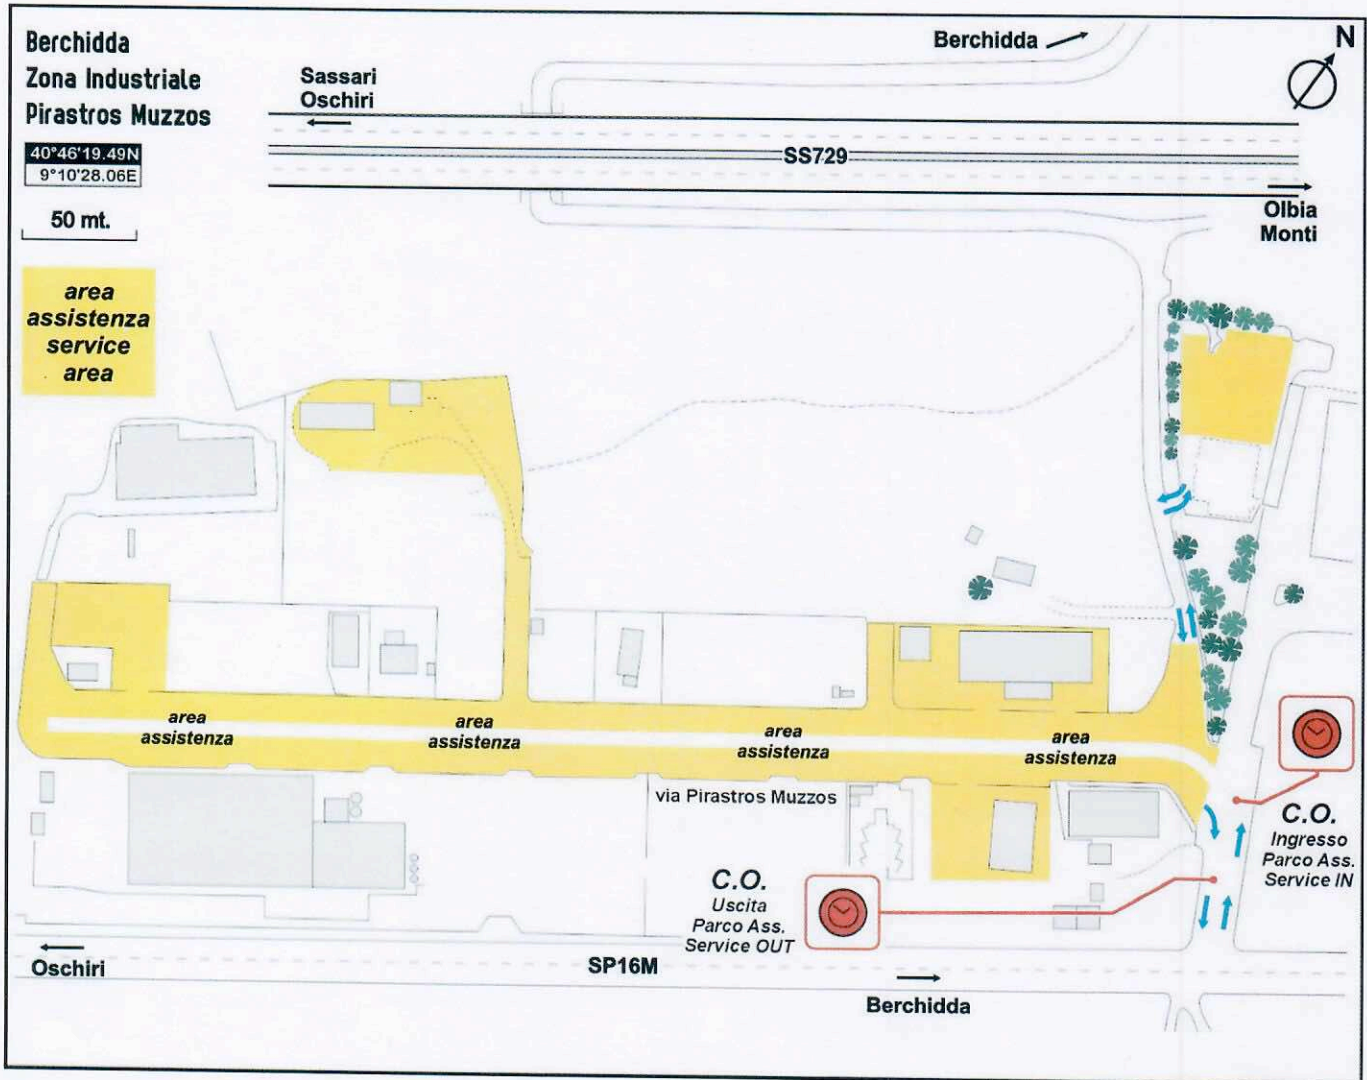 Berchidda
Zona Industriale
Pirastros Muzzos
40°46'19.49N
9°10'28.06E
50 mt.
area
assistenza
service
area
Sassari
Oschiri
Berchidda
N
SS729
Olbia
Monti
area
assistenza
area
assistenza
area
assistenza
area
assistenza
via Pirastros Muzzos
C.O.
Ingresso
Parco Ass.
Service IN
C.O.
Uscita
Parco Ass.
Service OUT
Oschiri
SP16M
Berchidda